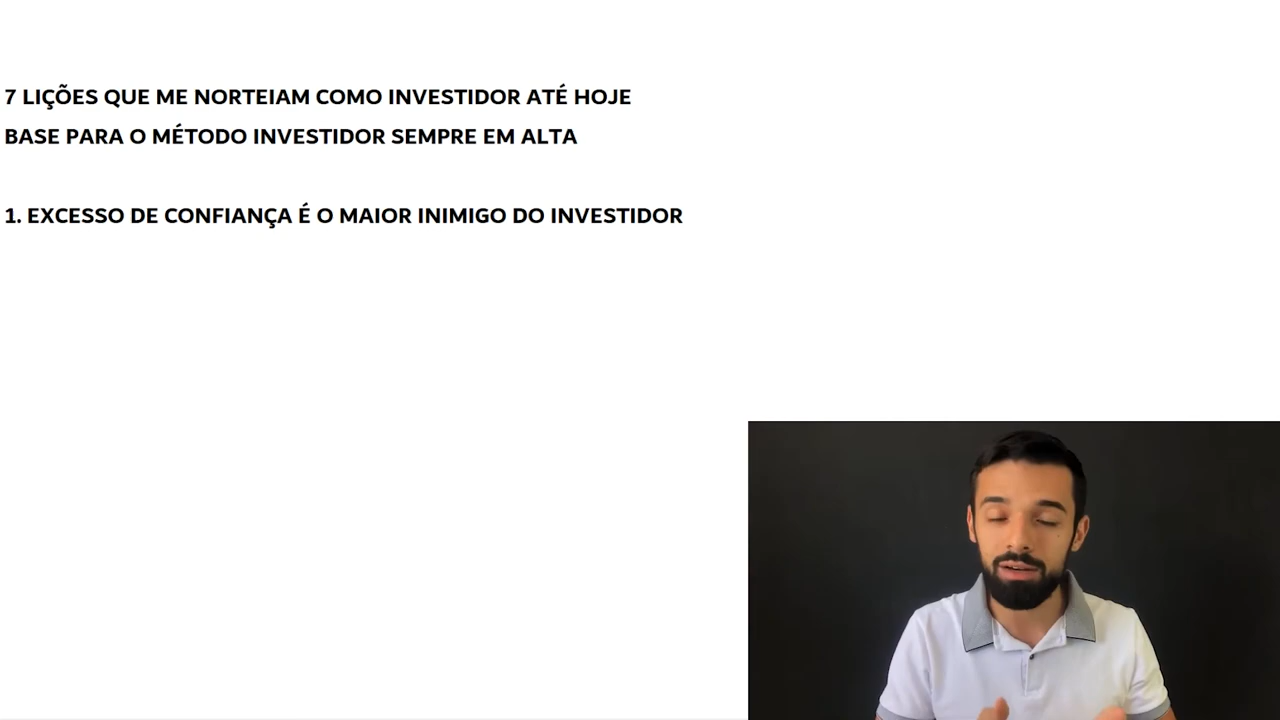 7 LIÇÕES QUE ME NORTEIAM COMO INVESTIDOR ATÉ HOJE
BASE PARA O MÉTODO INVESTIDOR SEMPRE EM ALTA
1. EXCESSO DE CONFIANÇA É O MAIOR INIMIGO DO INVESTIDOR